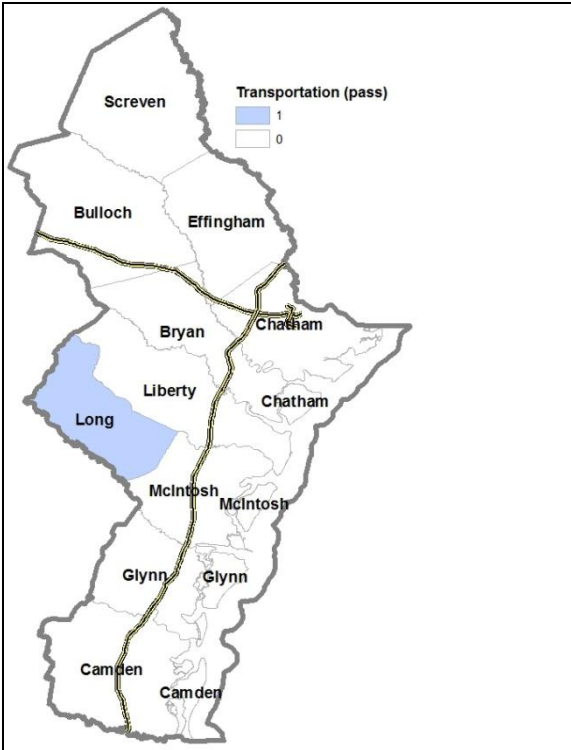 Screven
Transportation (pass)
1
0
Bulloch
Effingham
Bryan
Chatham
Liberty
Chatham
Long
McIntosh
McIntosh
Glynn
Glynn
Camden
Camden